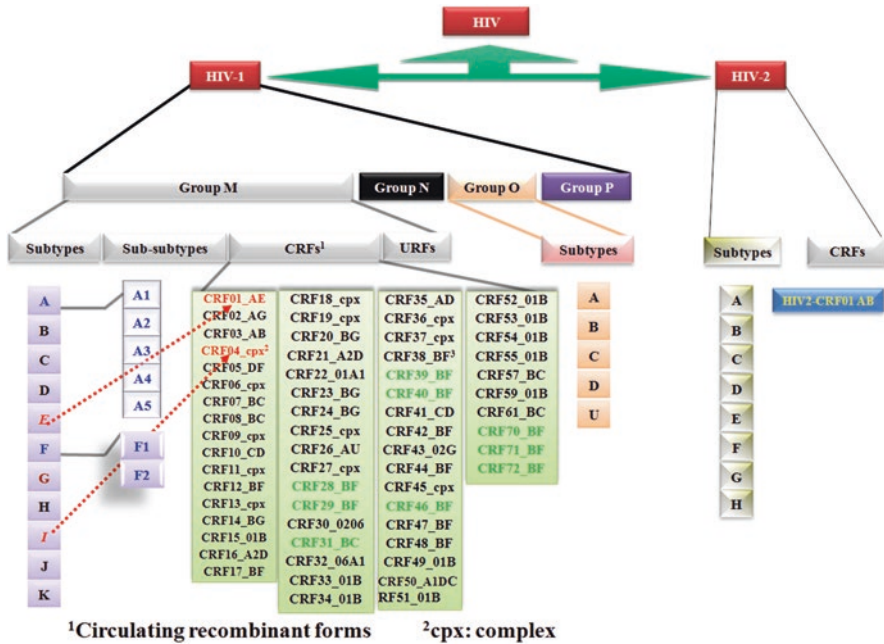 HIV
HIV-1
HIV-2
Group M
Group N
Group O
Group P
Subtypes
Sub-subtypes
CRFs1
URFs
Subtypes
Subtypes
CRFs
A
B
C
D
E
F
G
H
I
J
K
A1
A2
A3
A4
A5
F1
F2
CRF01_AE
CRF02_AG
CRF03_AB
CRF04_cpx2
CRF05_DF
CRF06_cpx
CRF07_BC
CRF08_BC
CRF09_cpx
CRF10_CD
CRF11_cpx
CRF12_BF
CRF13_cpx
CRF14_BG
CRF15_01B
CRF16_A2D
CRF17_BF
CRF18_cpx
CRF19_cpx
CRF20_BG
CRF21_A2D
CRF22_01A1
CRF23_BG
CRF24_BG
CRF25_cpx
CRF26_AU
CRF27_cpx
CRF28_BF
CRF29_BF
CRF30_0206
CRF31_BC
CRF32_06A1
CRF33_01B
CRF34_01B
CRF35_AD
CRF36_cpx
CRF37_cpx
CRF38_BF3
CRF39_BF
CRF40_BF
CRF41_CD
CRF42_BF
CRF43_02G
CRF44_BF
CRF45_cpx
CRF46_BF
CRF47_BF
CRF48_BF
CRF49_01B
CRF50_A1DC
RF51_01B
CRF52_01B
CRF53_01B
CRF54_01B
CRF55_01B
CRF57_BC
CRF59_01B
CRF61_BC
CRF70_BF
CRF71_BF
CRF72_BF
A
B
C
D
U
A
B
C
D
E
F
G
H
HIV2-CRF01 AB
1Circulating recombinant forms
2cpx: complex